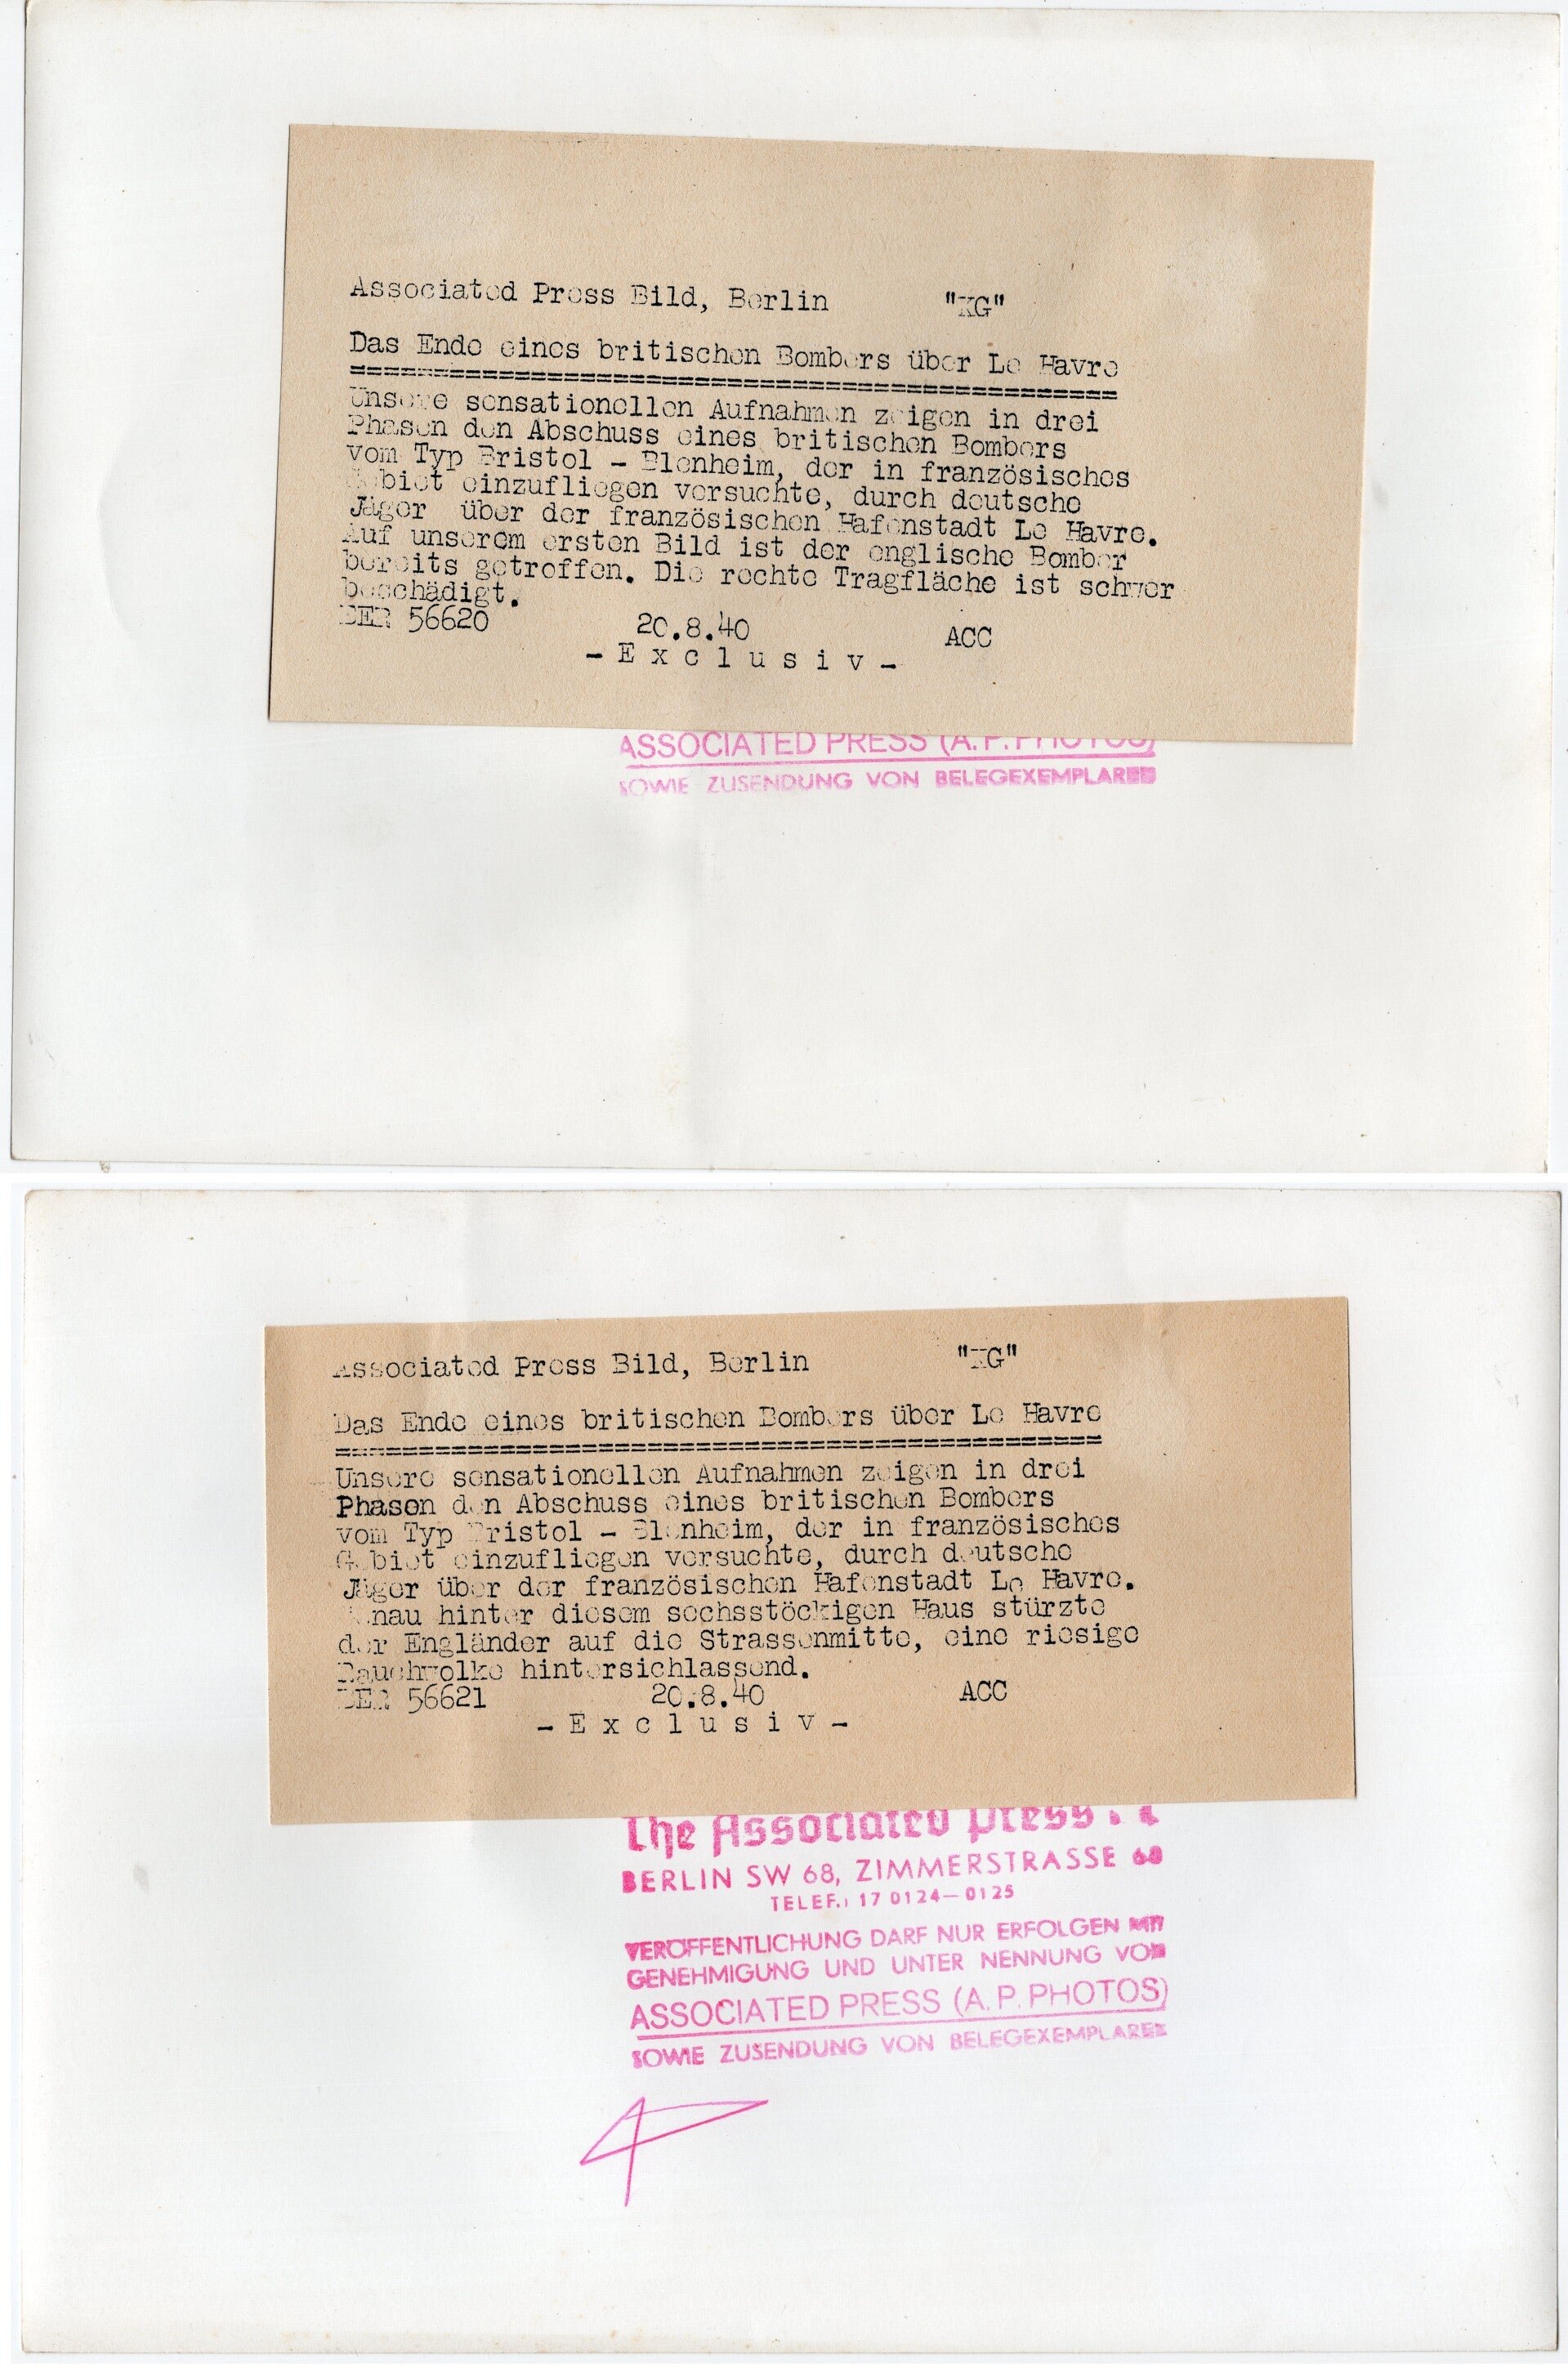 Associated Press Bild, Berlin "KG"
Das Ende eines britischen Bombers über Le Havre
===============================================
Unsere sensationellen Aufnahmen zeigen in drei
Phasen den Abschuss eines britischen Bombers
vom Typ Bristol - Blenheim, der in französisches
Gebiet einzufliegen versuchte, durch deutsche
Jäger über der französischen Hafenstadt Le Havre.
Auf unserem ersten Bild ist der englische Bomber
bereits getroffen. Die rechte Tragfläche ist schwer
beschädigt.
BER 56620 20.8.40 ACC
- E x c l u s i v -
ASSOCIATED PRESS (A. P. PHOTOS)
SOWIE ZUSENDUNG VON BELEGEXEMPLAREN
Associated Press Bild, Berlin "KG"
Das Ende eines britischen Bombers über Le Havre
===============================================
Unsere sensationellen Aufnahmen zeigen in drei
Phasen den Abschuss eines britischen Bombers
vom Typ Bristol - Blenheim, der in französisches
Gebiet einzufliegen versuchte, durch deutsche
Jäger über der französischen Hafenstadt Le Havre.
Genau hinter diesem sechsstöckigen Haus stürzte
der Engländer auf die Strassenmitte, eine riesige
Rauchwolke hintersichlassend.
BER 56621 20.8.40 ACC
- E x c l u s i v -
The Associated Press
BERLIN SW 68, ZIMMERSTRASSE 68
TELEF.: 17 0124—0125
VERÖFFENTLICHUNG DARF NUR ERFOLGEN MIT
GENEHMIGUNG UND UNTER NENNUNG VON
ASSOCIATED PRESS (A. P. PHOTOS)
SOWIE ZUSENDUNG VON BELEGEXEMPLAREN